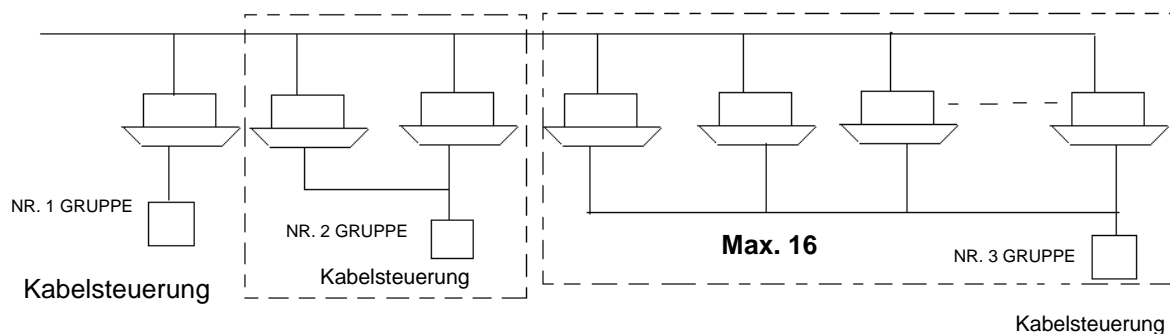 NR. 1 GRUPPE
Kabelsteuerung
NR. 2 GRUPPE
Kabelsteuerung
Max. 16
NR. 3 GRUPPE
Kabelsteuerung